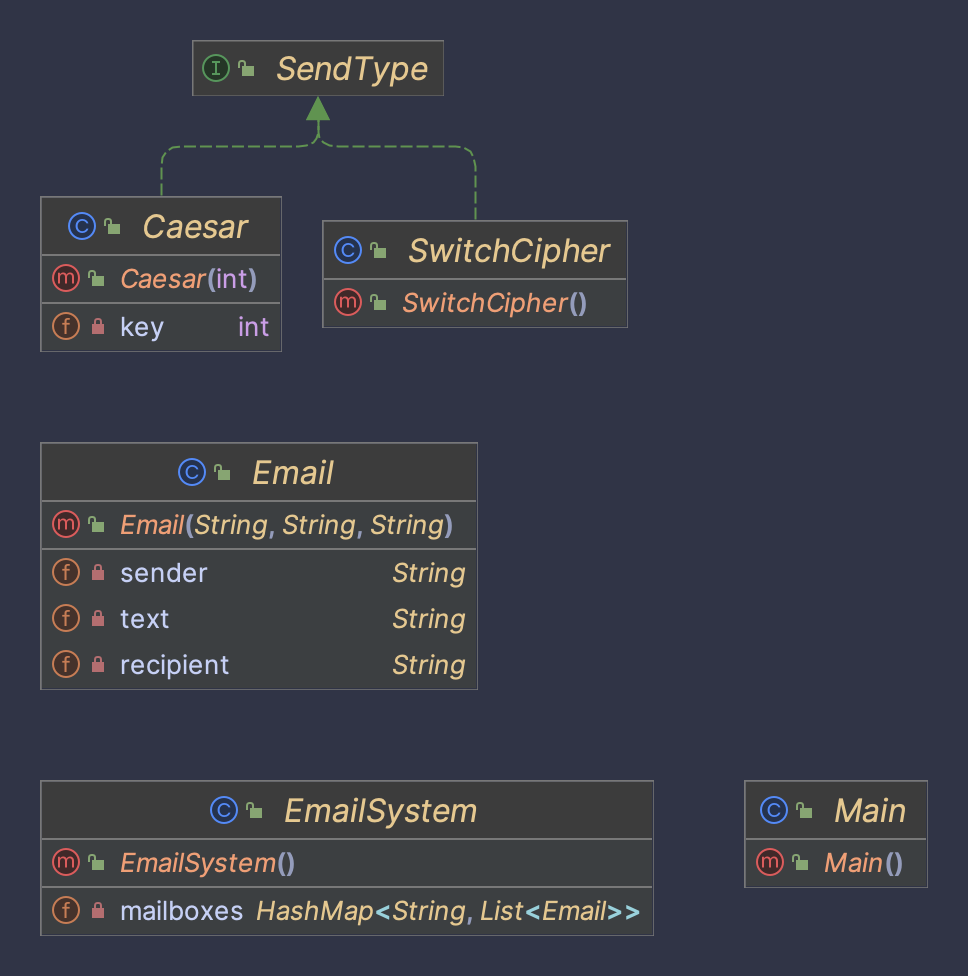 I SendType
C Caesar
m Caesar(int)
f key int
C SwitchCipher
m SwitchCipher()
C Email
m Email(String, String, String)
f sender String
f text String
f recipient String
C EmailSystem
m EmailSystem()
f mailboxes HashMap<String, List<Email>>
C Main
m Main()